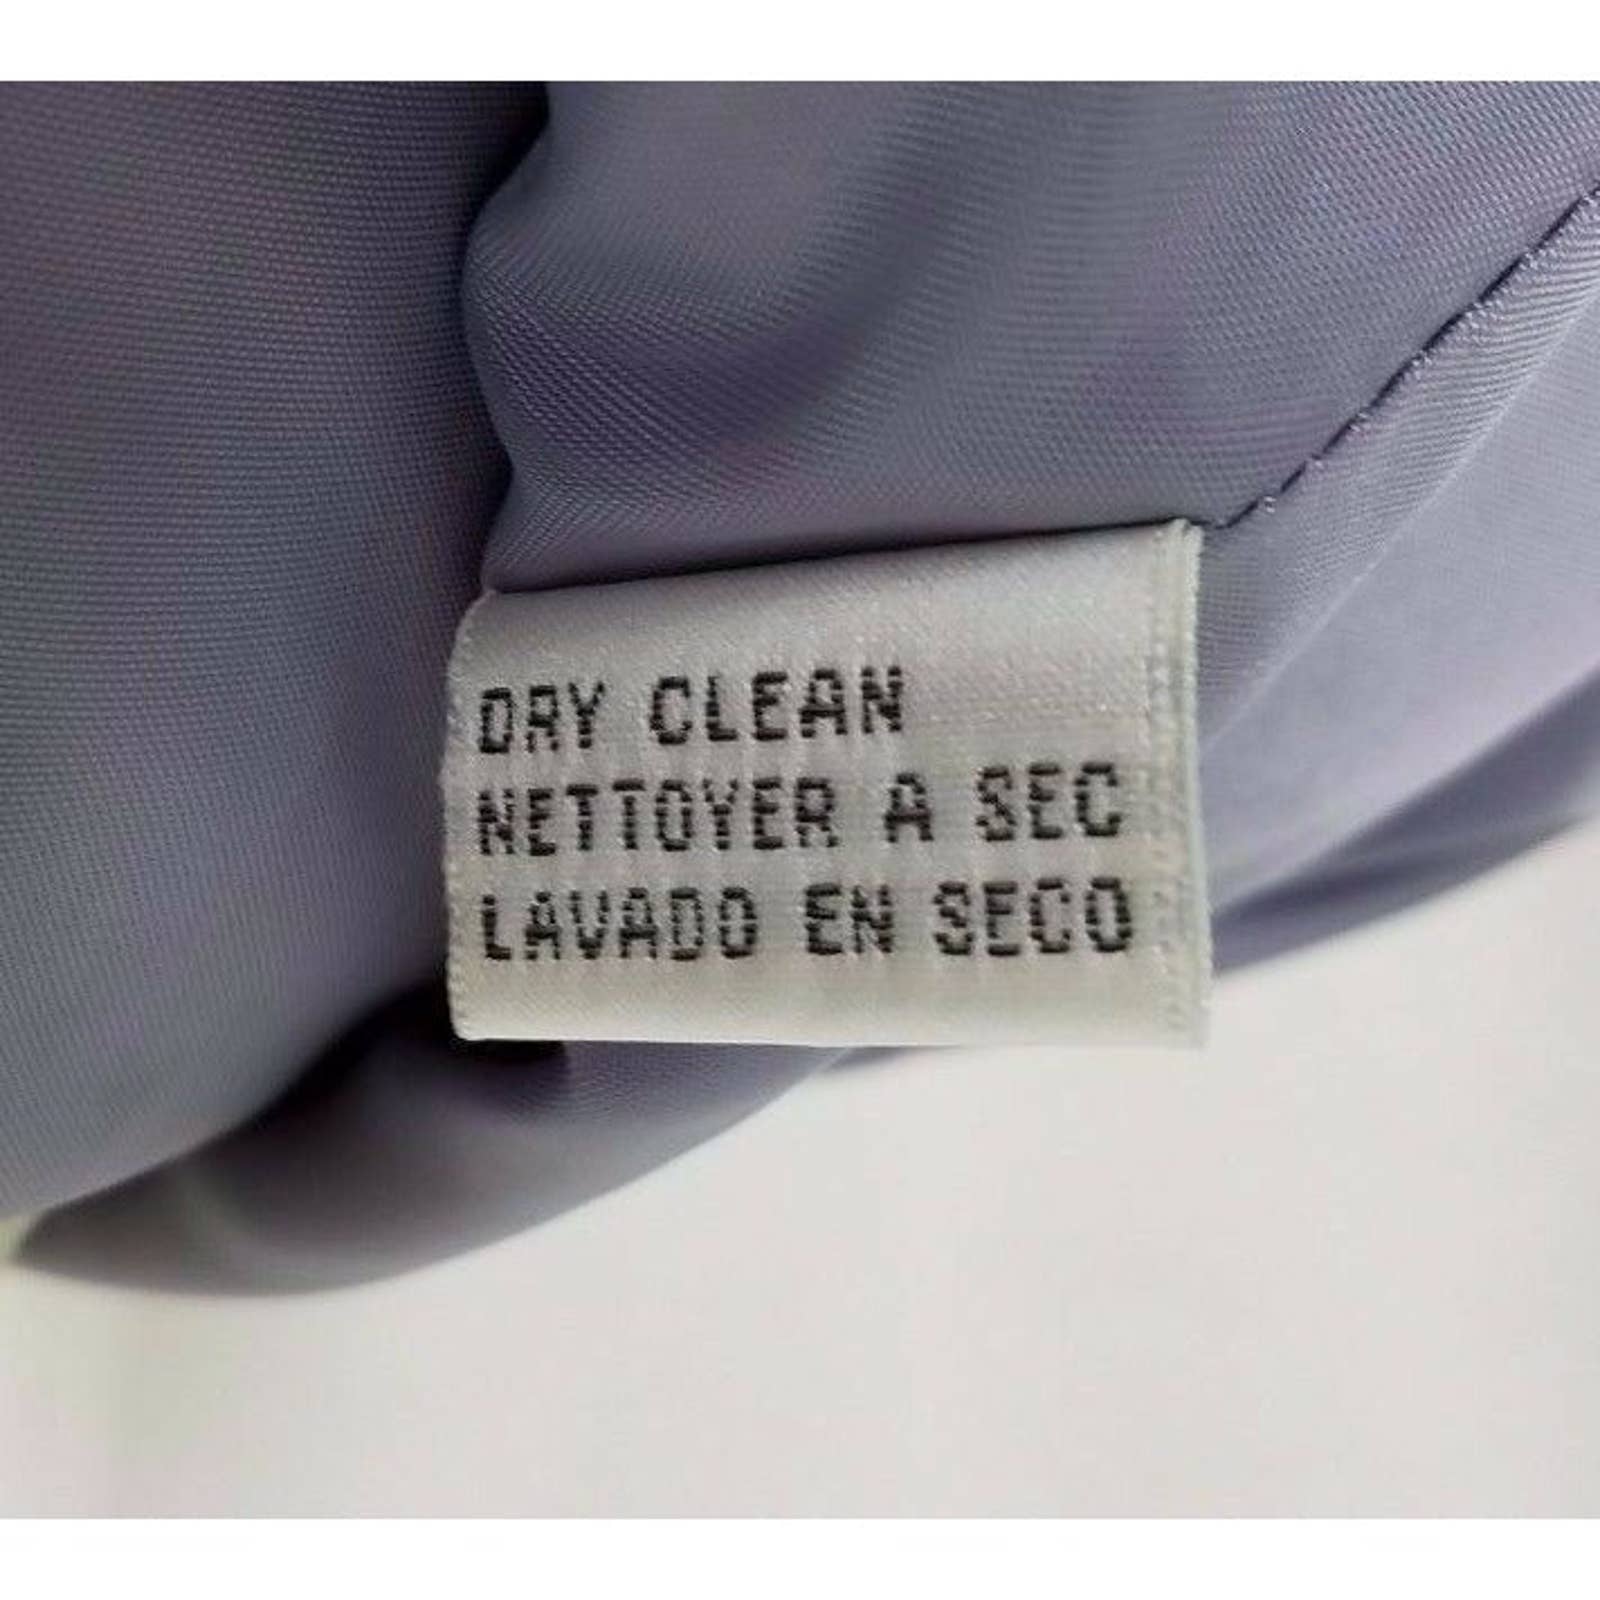 DRY CLEAN
NETTOYER A SEC
LAVADO EN SECO